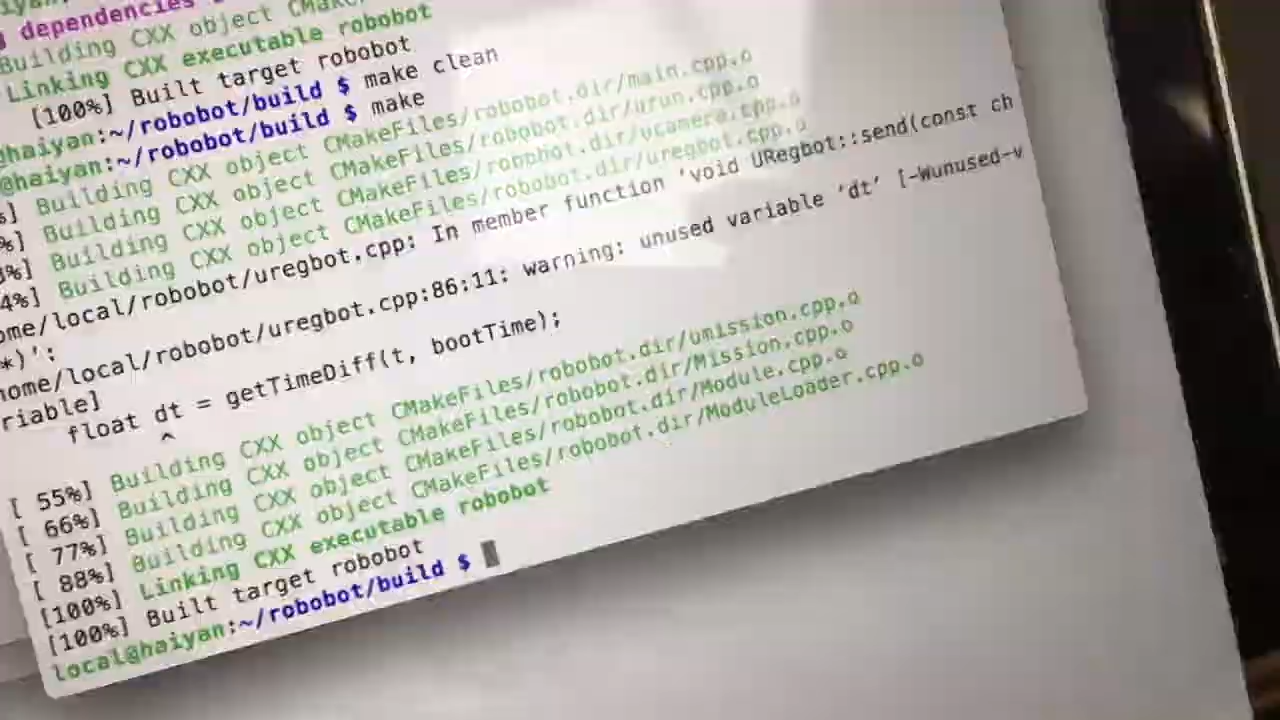 dependencies
Building CXX object CMake
Linking CXX executable robobot
[100%] Built target robobot
@haiyan:~/robobot/build $ make clean
@haiyan:~/robobot/build $ make
%] Building CXX object CMakeFiles/robobot.dir/main.cpp.o
%] Building CXX object CMakeFiles/robobot.dir/urun.cpp.o
3%] Building CXX object CMakeFiles/robobot.dir/ucamera.cpp.o
4%] Building CXX object CMakeFiles/robobot.dir/uregbot.cpp.o
ome/local/robobot/uregbot.cpp: In member function 'void URegbot::send(const ch
*)':
home/local/robobot/uregbot.cpp:86:11: warning: unused variable 'dt' [-Wunused-v
riable]
float dt = getTimeDiff(t, bootTime);
^
[ 55%] Building CXX object CMakeFiles/robobot.dir/umission.cpp.o
[ 66%] Building CXX object CMakeFiles/robobot.dir/Mission.cpp.o
[ 77%] Building CXX object CMakeFiles/robobot.dir/Module.cpp.o
[ 88%] Building CXX object CMakeFiles/robobot.dir/ModuleLoader.cpp.o
[100%] Linking CXX executable robobot
[100%] Built target robobot
local@haiyan:~/robobot/build $